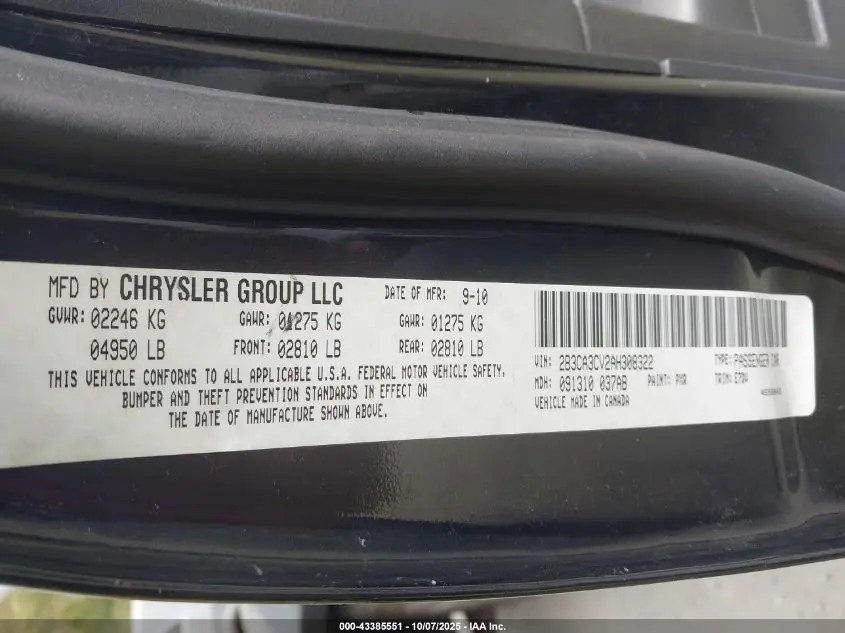 MFD BY CHRYSLER GROUP LLC DATE OF MFR: 9-10
GVWR: 02246 KG GAWR: 01275 KG GAWR: 01275 KG
04950 LB FRONT: 02810 LB REAR: 02810 LB
THIS VEHICLE CONFORMS TO ALL APPLICABLE U.S.A. FEDERAL MOTOR VEHICLE SAFETY,
BUMPER AND THEFT PREVENTION STANDARDS IN EFFECT ON
THE DATE OF MANUFACTURE SHOWN ABOVE.
VIN: 2B3CA3CV2AH308322 TYPE: PASSENGER CAR
MDH: 091310 037AB PAINT: PXR TRIM:
VEHICLE MADE IN CANADA
000-43385551 - 10/07/2025 - IAA Inc.